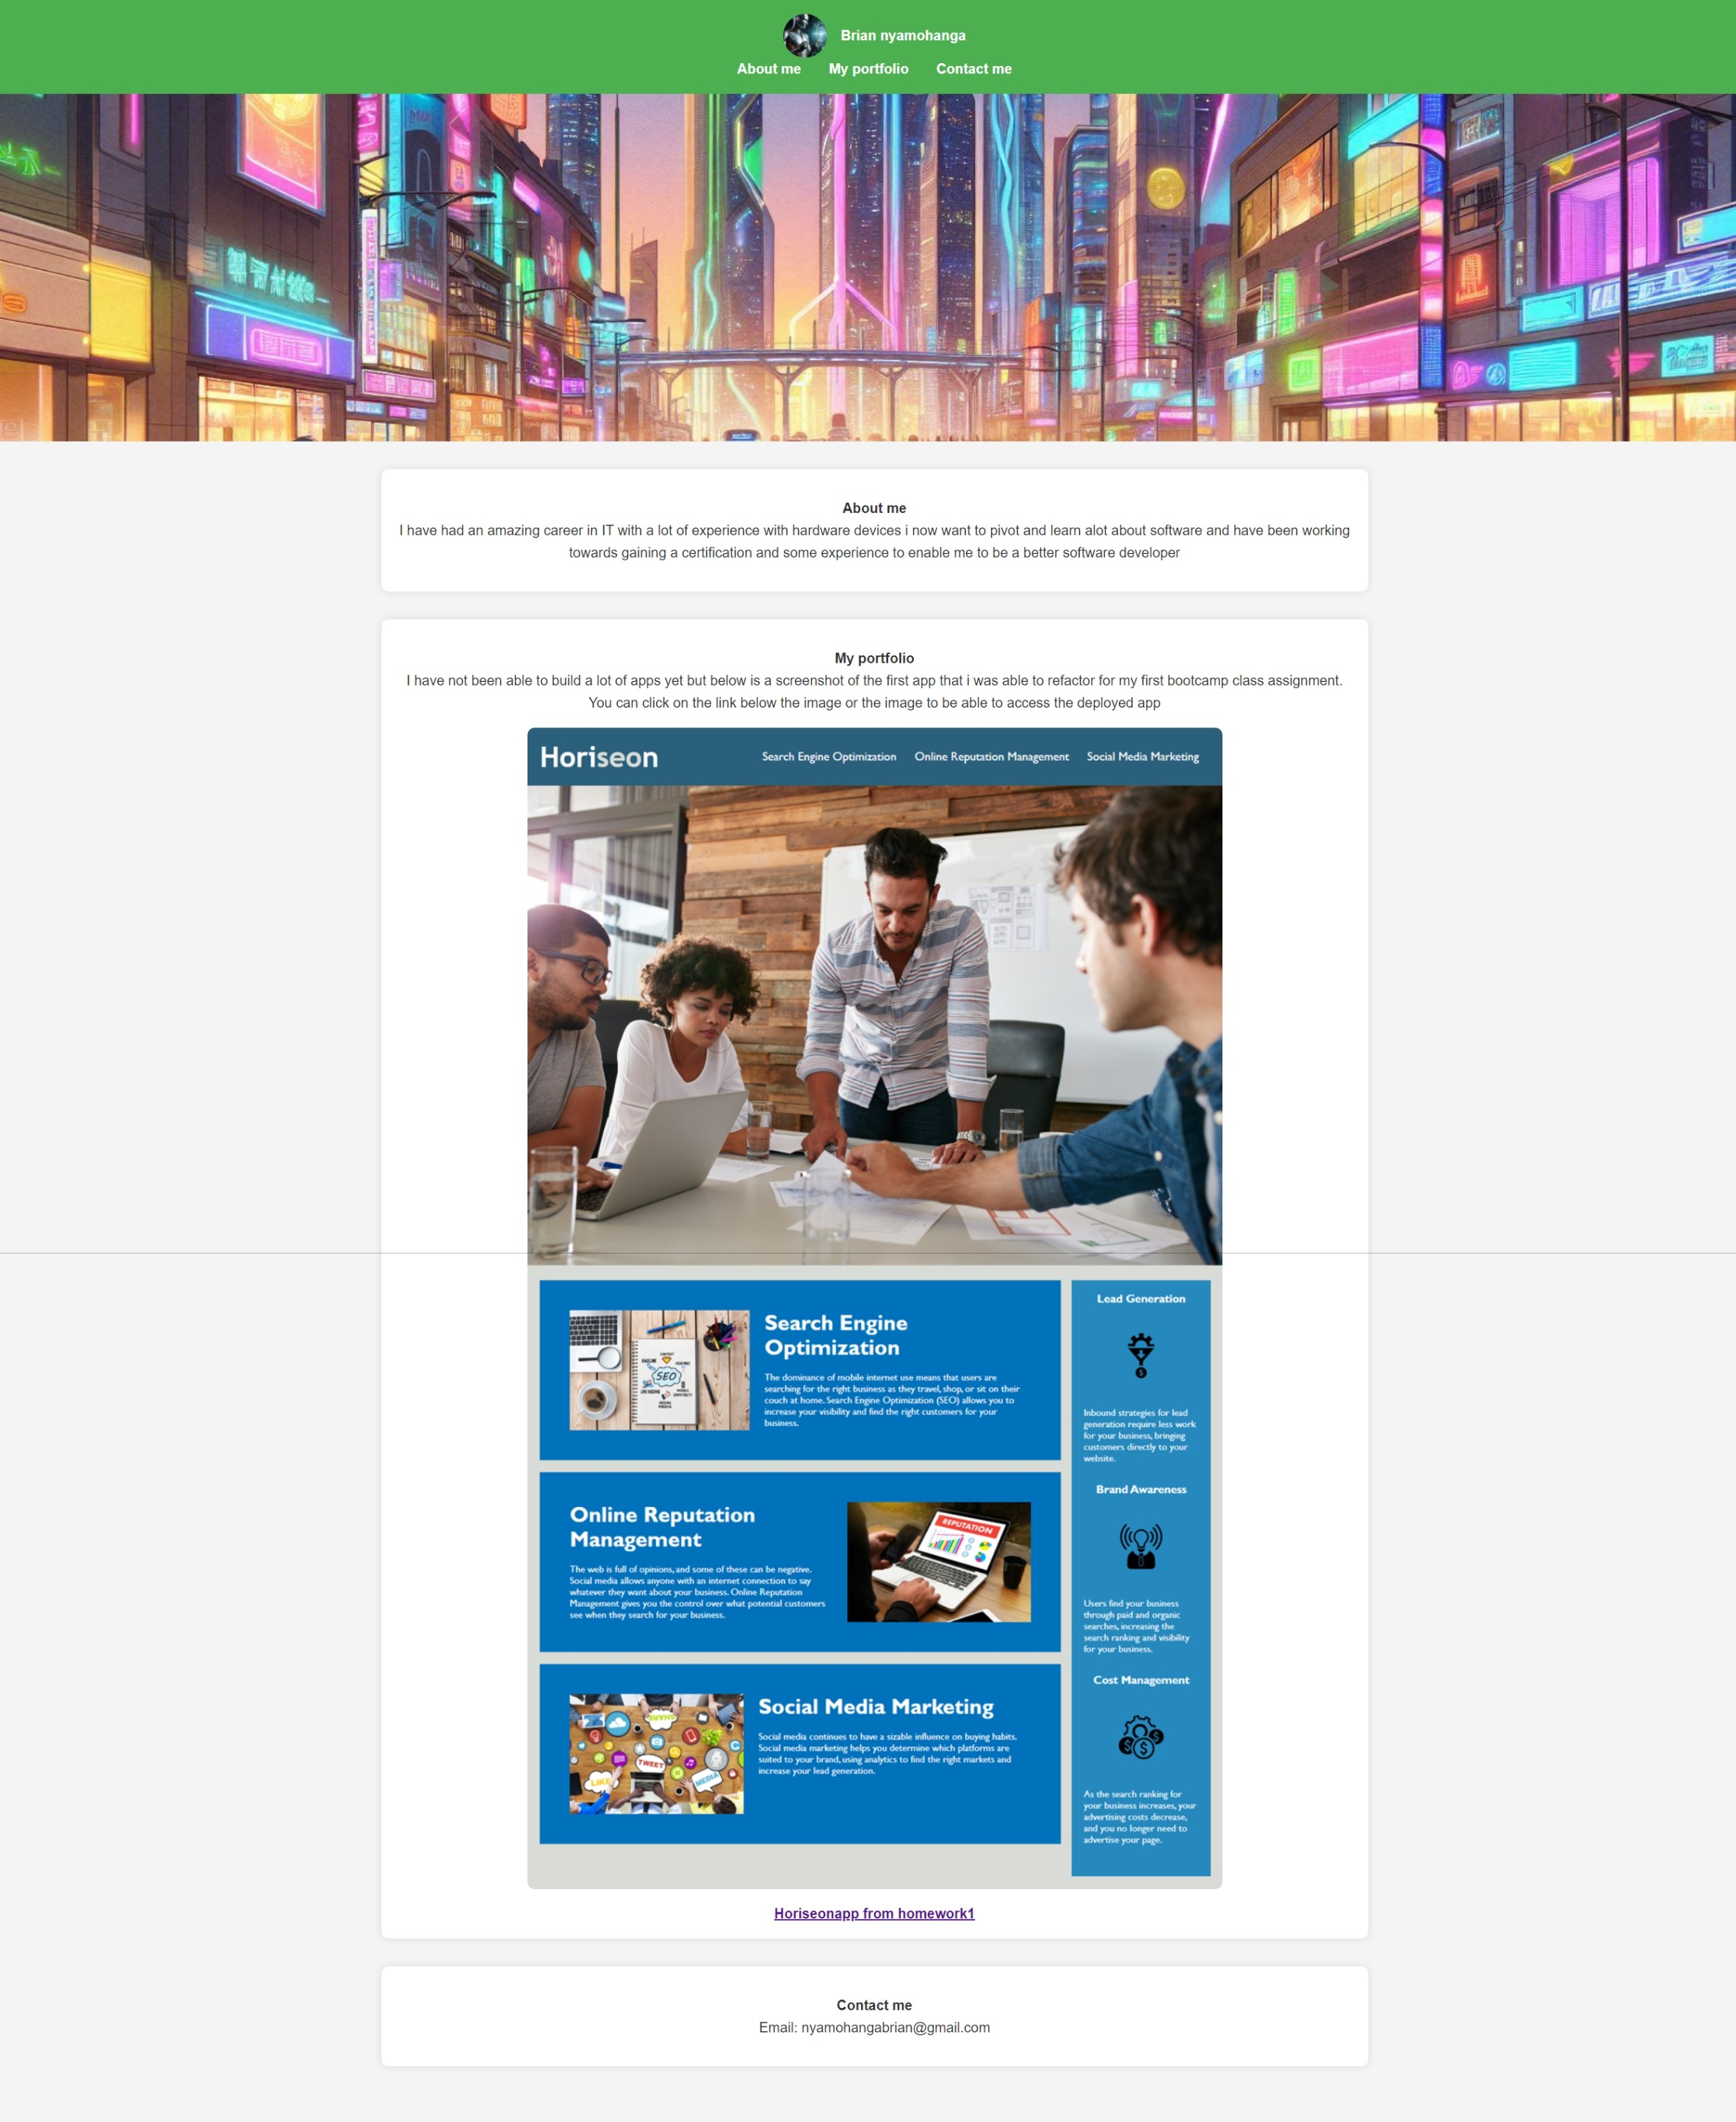 Brian nyamohanga
About me My portfolio Contact me
About me
I have had an amazing career in IT with a lot of experience with hardware devices i now want to pivot and learn alot about software and have been working
towards gaining a certification and some experience to enable me to be a better software developer
My portfolio
I have not been able to build a lot of apps yet but below is a screenshot of the first app that i was able to refactor for my first bootcamp class assignment.
You can click on the link below the image or the image to be able to access the deployed app
Horiseon
Search Engine Optimization Online Reputation Management Social Media Marketing
Search Engine
Optimization
SEO
The dominance of mobile internet use means that users are
searching for the right business as they travel, shop, or sit on their
couch at home. Search Engine Optimization (SEO) allows you to
increase your visibility and find the right customers for your
business.
Online Reputation
Management
The web is full of opinions, and some of these can be negative.
Social media allows anyone with an internet connection to say
whatever they want about your business. Online Reputation
Management gives you the control over what potential customers
see when they search for your business.
REPUTATION
Social Media Marketing
Social media continues to have a sizable influence on buying habits.
Social media marketing helps you determine which platforms are
suited to your brand, using analytics to find the right markets and
increase your lead generation.
SHARE
TWEET
LIKE
MEDIA
Lead Generation
Inbound strategies for lead
generation require less work
for your business, bringing
customers directly to your
website.
Brand Awareness
Users find your business
through paid and organic
searches, increasing the
search ranking and visibility
for your business.
Cost Management
As the search ranking for
your business increases, your
advertising costs decrease,
and you no longer need to
advertise your page.
Horiseonapp from homework1
Contact me
Email: nyamohangabrian@gmail.com